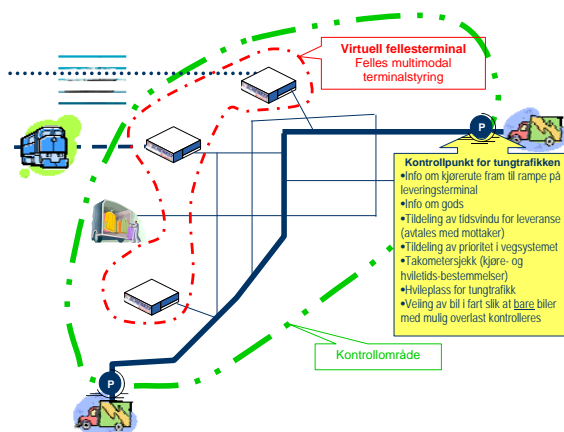 Virtuell fellesterminal
Felles multimodal
terminalstyring
P
Kontrollpunkt for tungtrafikken
•Info om kjørerute fram til rampe på
leveringsterminal
•Info om gods
•Tildeling av tidsvindu for leveranse
(avtales med mottaker)
•Tildeling av prioritet i vegsystemet
•Takometersjekk (kjøre- og
hviletids-bestemmelser)
•Hvileplass for tungtrafikk
•Veiing av bil i fart slik at bare biler
med mulig overlast kontrolleres
Kontrollområde
P